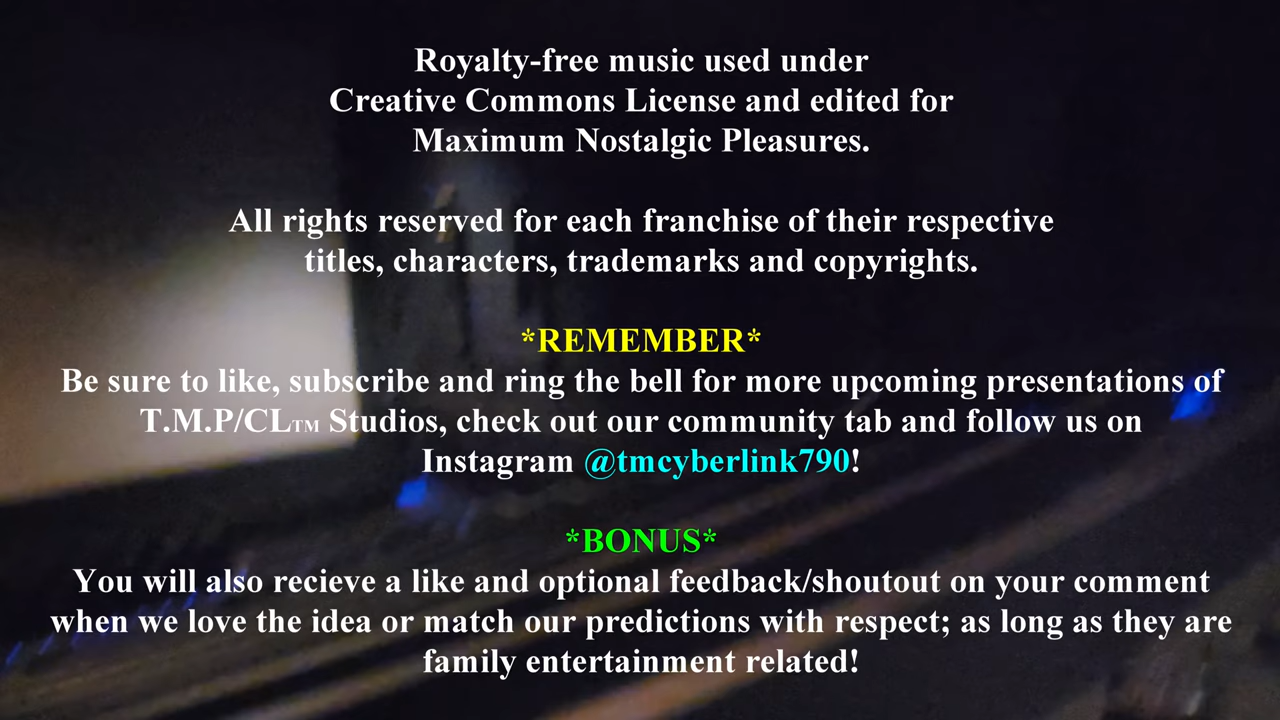 Royalty-free music used under
Creative Commons License and edited for
Maximum Nostalgic Pleasures.
All rights reserved for each franchise of their respective
titles, characters, trademarks and copyrights.
*REMEMBER*
Be sure to like, subscribe and ring the bell for more upcoming presentations of
T.M.P/CL™ Studios, check out our community tab and follow us on
Instagram @tmcyberlink790!
*BONUS*
You will also recieve a like and optional feedback/shoutout on your comment
when we love the idea or match our predictions with respect; as long as they are
family entertainment related!